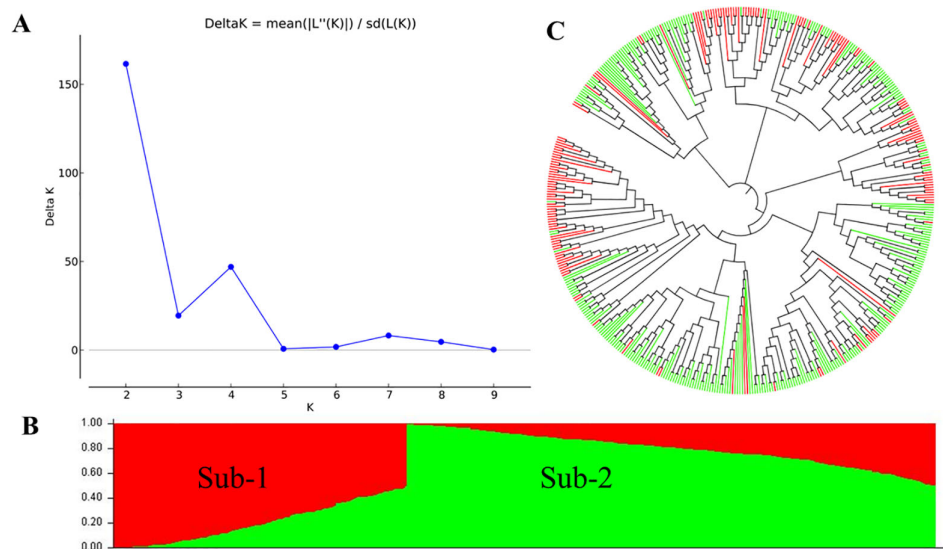 A
DeltaK = mean(|L''(K)|) / sd(L(K))
150
100
50
0
Delta K
2 3 4 5 6 7 8 9
K
C
B
1.00
0.80
0.60
0.40
0.20
0.00
Sub-1
Sub-2